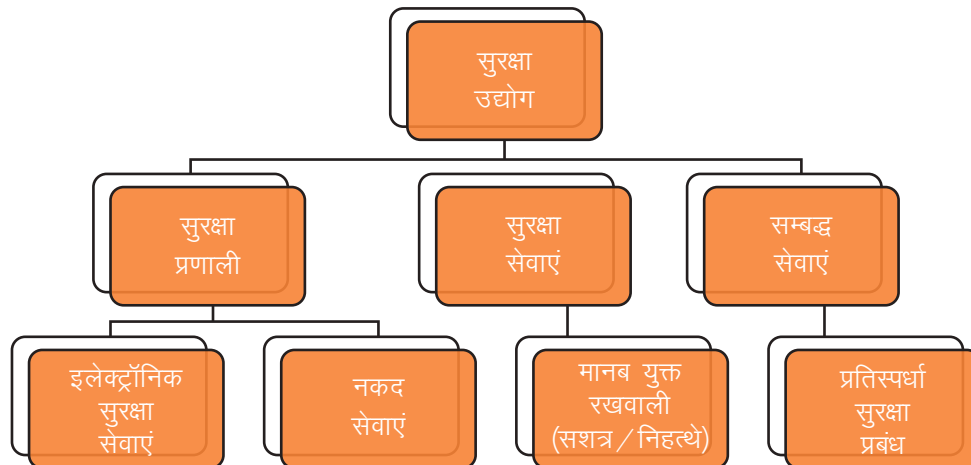 सुरक्षा
उद्योग
सुरक्षा
प्रणाली
सुरक्षा
सेवाएं
सम्बद्ध
सेवाएं
इलेक्ट्रॉनिक
सुरक्षा
सेवाएं
नकद
सेवाएं
मानब युक्त
रखवाली
(सशत्र / निहत्थे)
प्रतिस्पर्धा
सुरक्षा
प्रबंध